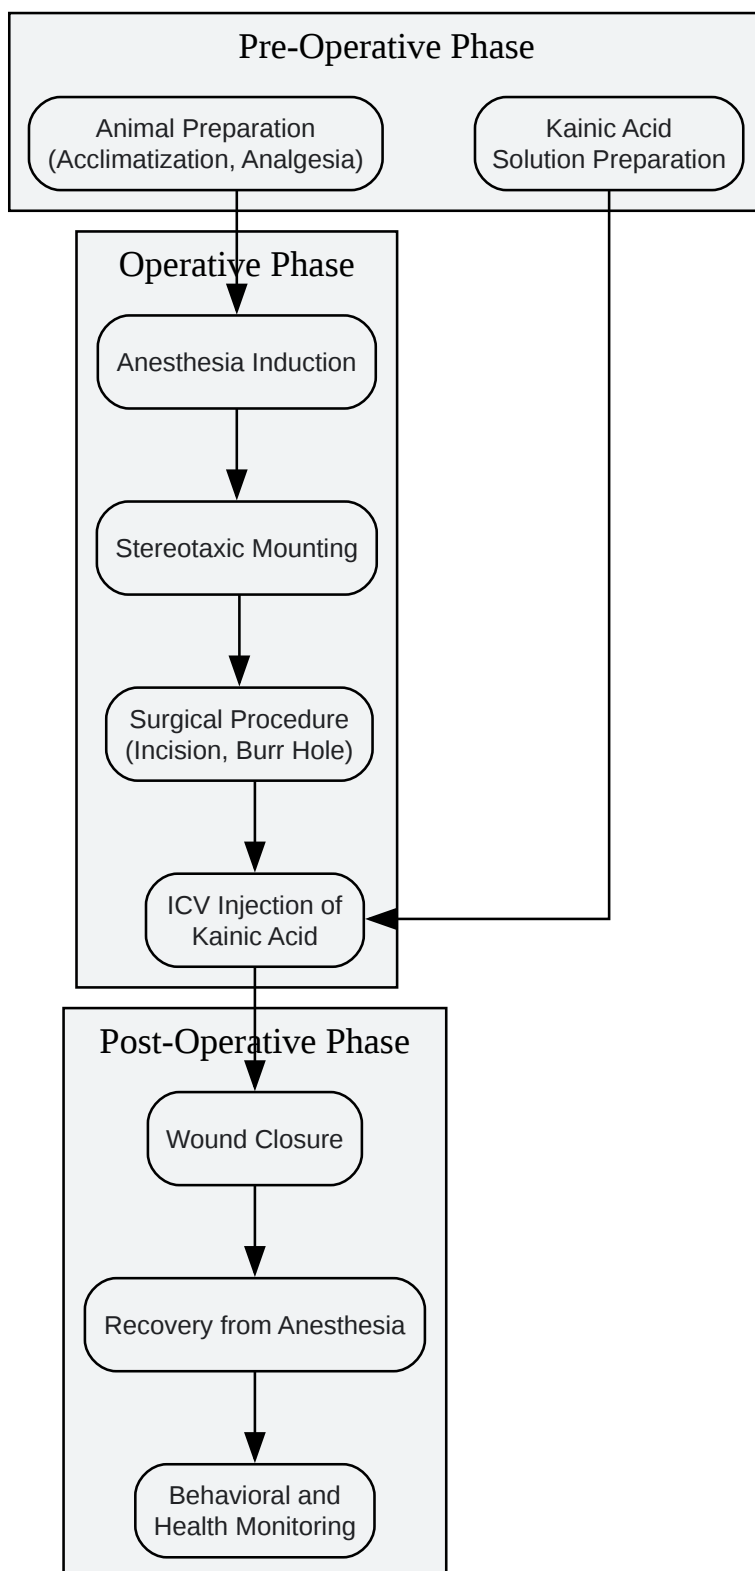 Pre-Operative Phase
Animal Preparation
(Acclimatization, Analgesia)
Kainic Acid
Solution Preparation
Operative Phase
Anesthesia Induction
Stereotaxic Mounting
Surgical Procedure
(Incision, Burr Hole)
ICV Injection of
Kainic Acid
Post-Operative Phase
Wound Closure
Recovery from Anesthesia
Behavioral and
Health Monitoring